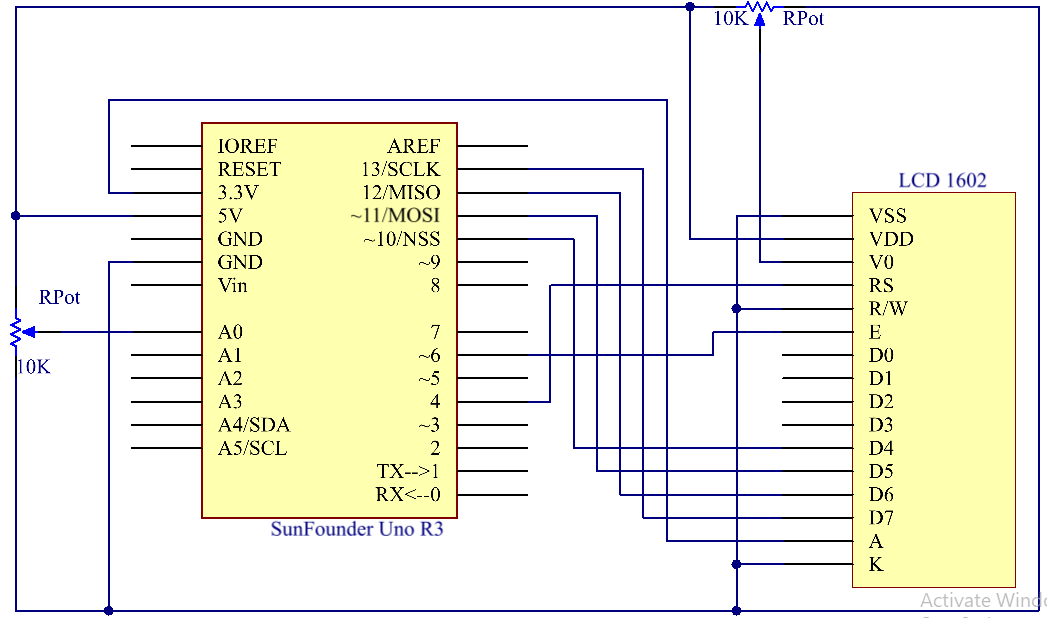 10K RPot
LCD 1602
IOREF AREF
RESET 13/SCLK
3.3V 12/MISO
5V ~11/MOSI VSS
GND ~10/NSS VDD
GND ~9 V0
Vin 8 RS
RPot R/W
A0 7 E
A1 ~6 D0
10K
A2 ~5 D1
A3 4 D2
A4/SDA ~3 D3
A5/SCL 2 D4
TX-->1 D5
RX<--0 D6
D7
SunFounder Uno R3
A
K
Activate Windo